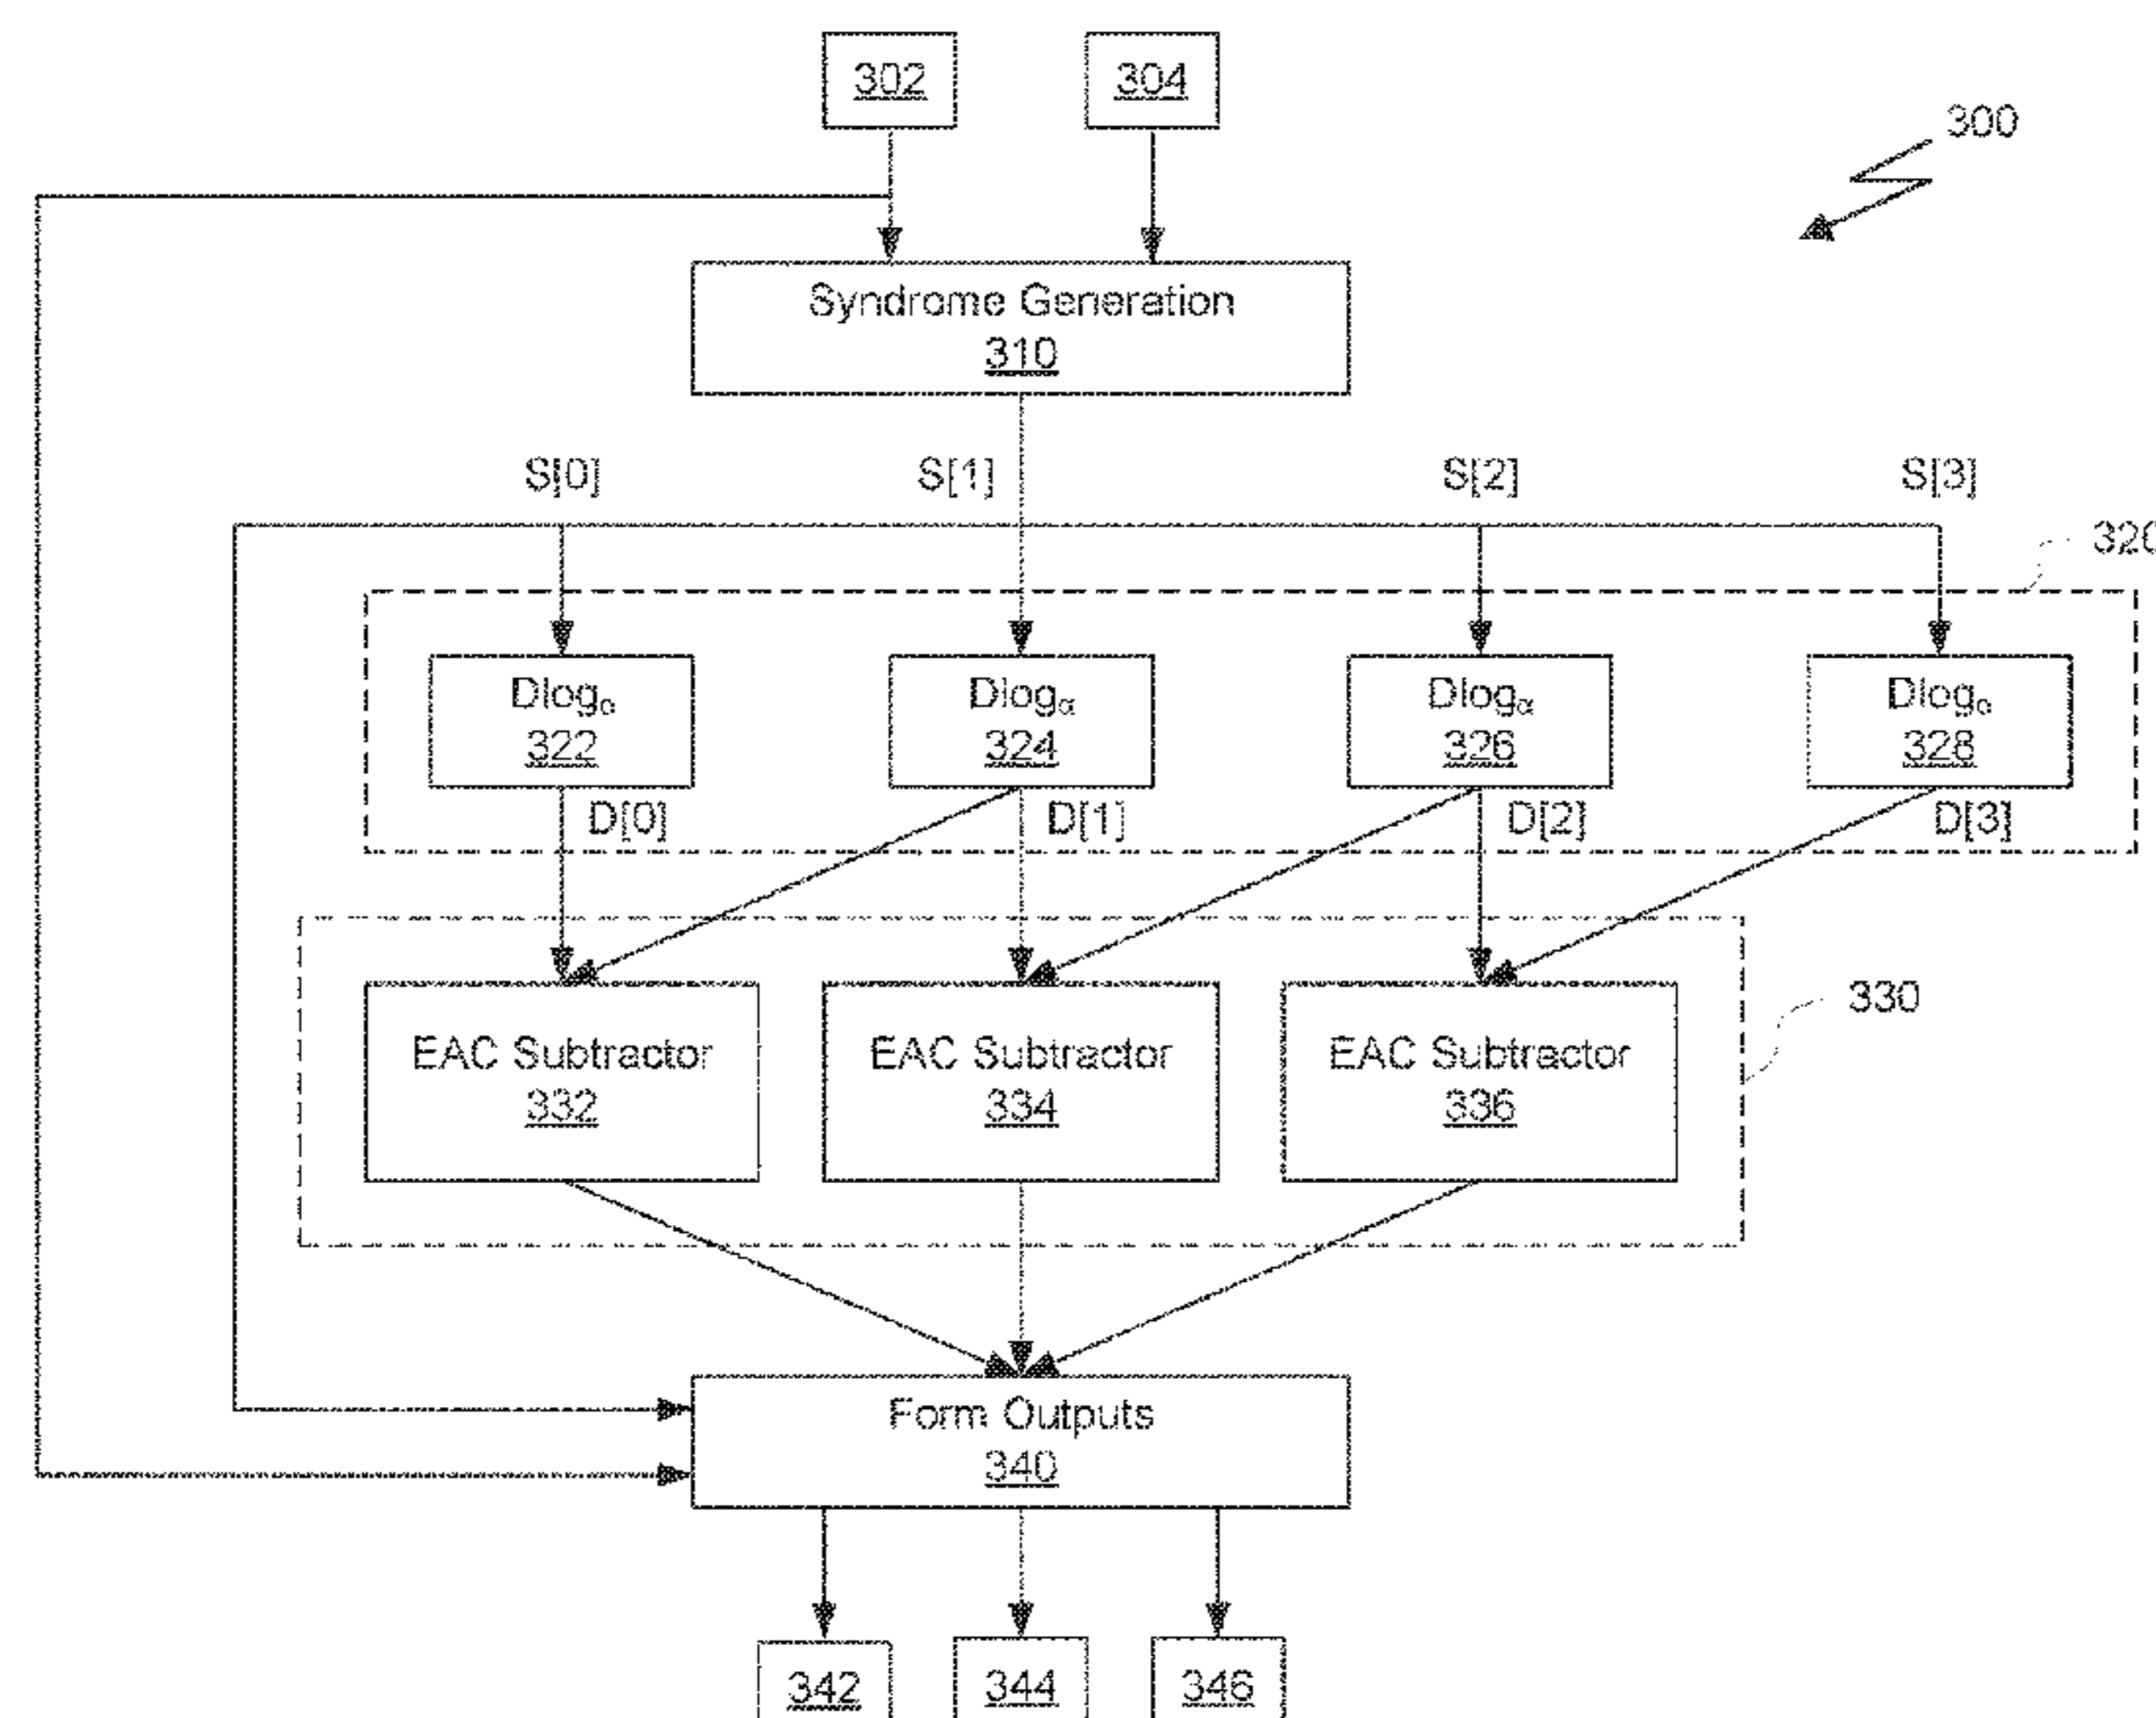 302
304
300
Syndrome Generation
310
S[0]
S[1]
S[2]
S[3]
320
Dlogα
322
Dlogα
324
Dlogα
326
Dlogα
328
D[0]
D[1]
D[2]
D[3]
330
EAC Subtractor
332
EAC Subtractor
334
EAC Subtractor
336
Form Outputs
340
342
344
346